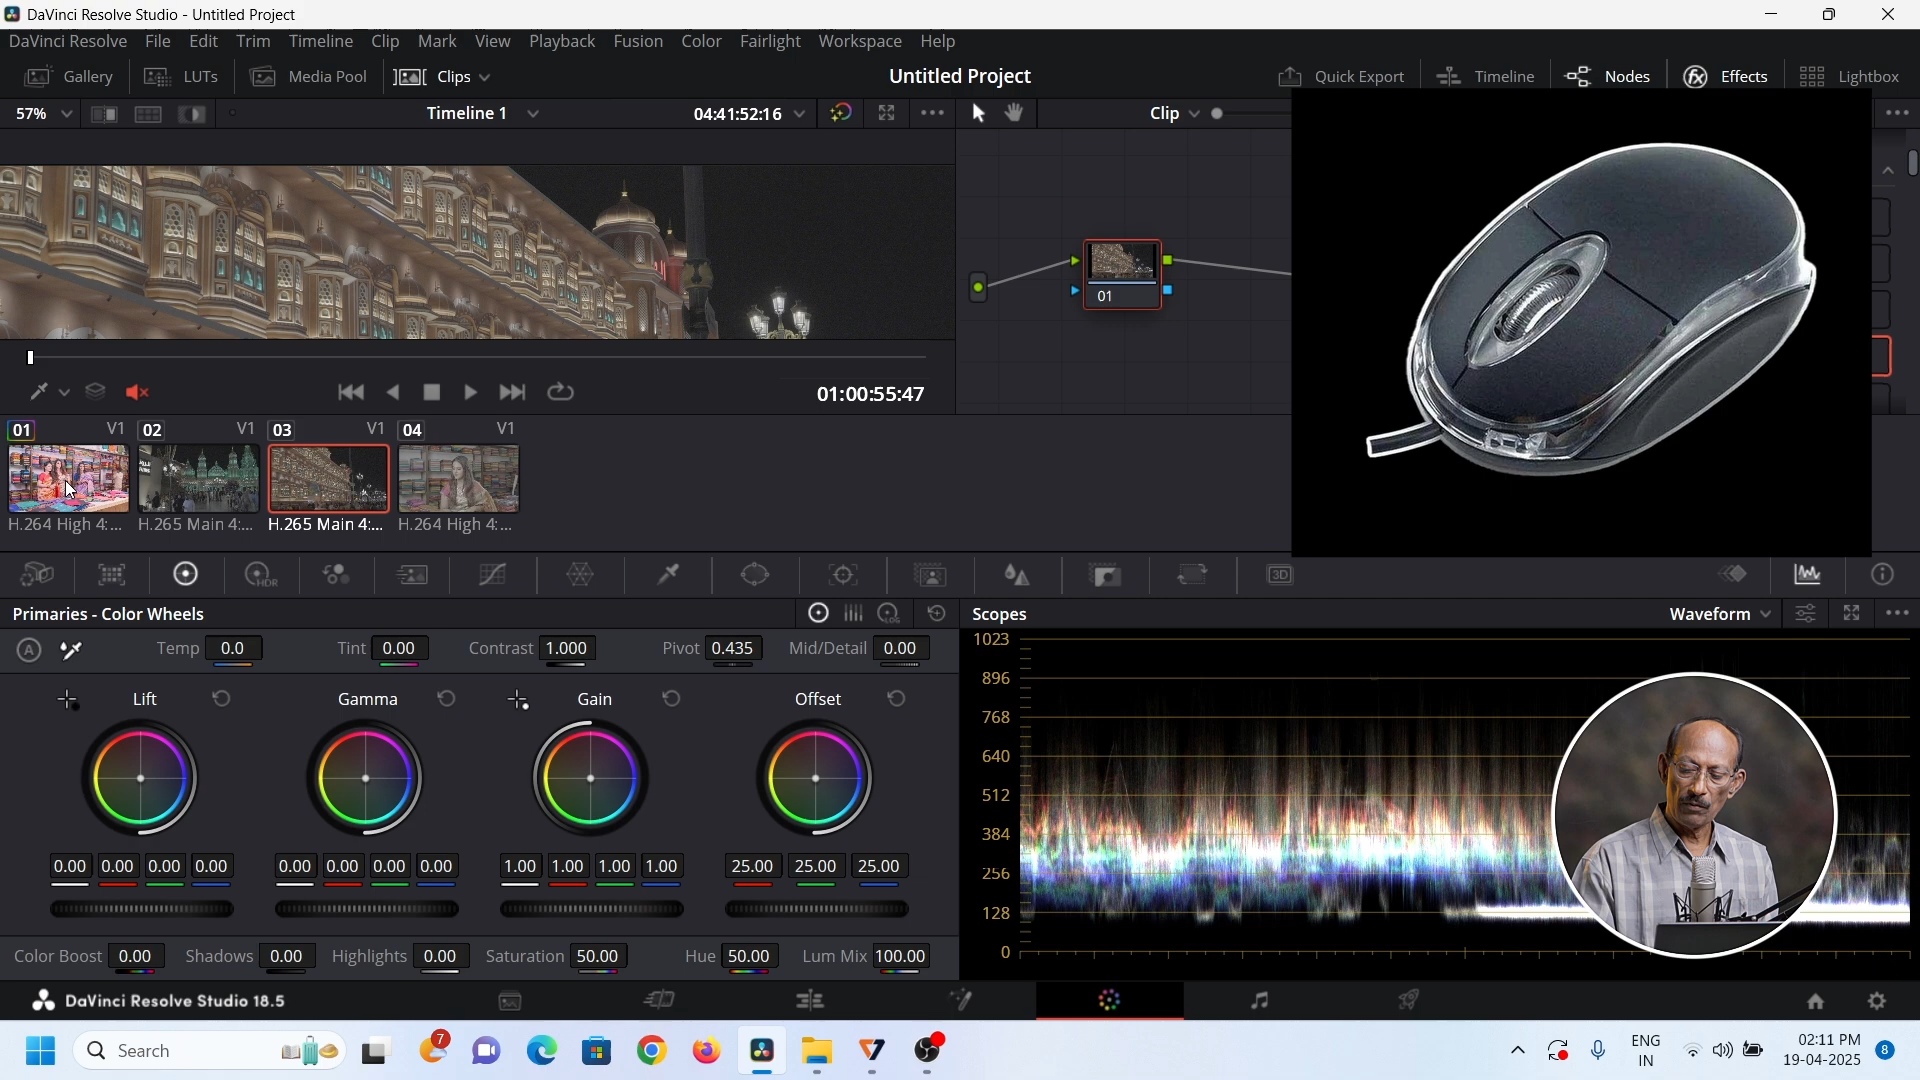 DaVinci Resolve Studio - Untitled Project
DaVinci Resolve File Edit Trim Timeline Clip Mark View Playback Fusion Color Fairlight Workspace Help
Gallery LUTs Media Pool Clips Untitled Project Quick Export Timeline Nodes Effects Lightbox
57% Timeline 1 04:41:52:16 Clip
01
01:00:55:47
01 V1 02 V1 03 V1 04 V1
H.264 High 4:... H.265 Main 4:... H.265 Main 4:... H.264 High 4:...
HDR 3D
Primaries - Color Wheels LOG Scopes Waveform
A Temp 0.0 Tint 0.00 Contrast 1.000 Pivot 0.435 Mid/Detail 0.00
Lift Gamma Gain Offset
0.00 0.00 0.00 0.00 0.00 0.00 0.00 0.00 1.00 1.00 1.00 1.00 25.00 25.00 25.00
Color Boost 0.00 Shadows 0.00 Highlights 0.00 Saturation 50.00 Hue 50.00 Lum Mix 100.00
1023
896
768
640
512
384
256
128
0
DaVinci Resolve Studio 18.5
Search 7 ENG IN 02:11 PM 8
19-04-2025